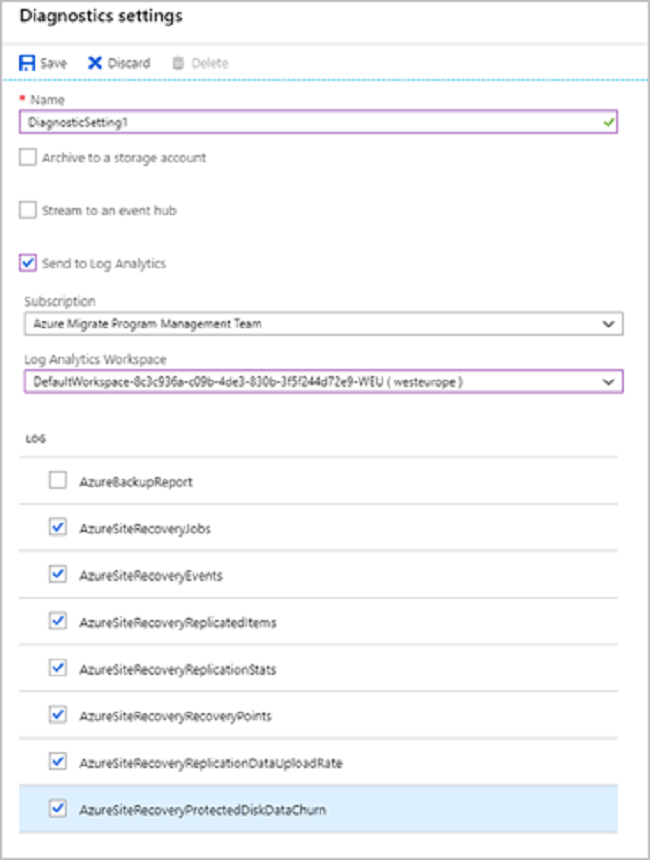 Diagnostics settings
Save Discard Delete
* Name
DiagnosticSetting1
Archive to a storage account
Stream to an event hub
Send to Log Analytics
Subscription
Azure Migrate Program Management Team
Log Analytics Workspace
DefaultWorkspace-8c3c936a-c09b-4de3-830b-3f5f244d72e9-WEU ( westeurope )
LOG
AzureBackupReport
AzureSiteRecoveryJobs
AzureSiteRecoveryEvents
AzureSiteRecoveryReplicatedItems
AzureSiteRecoveryReplicationStats
AzureSiteRecoveryRecoveryPoints
AzureSiteRecoveryReplicationDataUploadRate
AzureSiteRecoveryProtectedDiskDataChurn